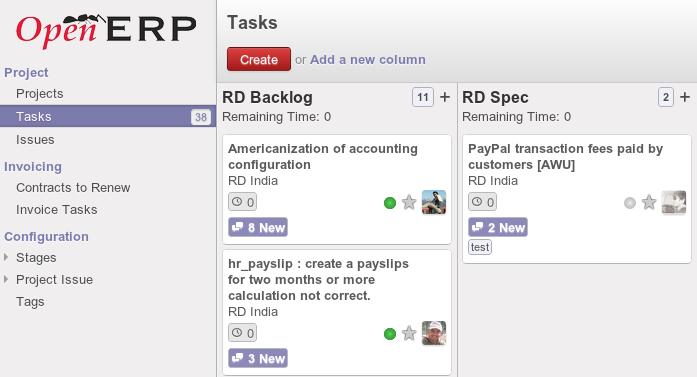 Open ERP
Project
Projects
Tasks 38
Issues
Invoicing
Contracts to Renew
Invoice Tasks
Configuration
Stages
Project Issue
Tags
Tasks
Create or Add a new column
RD Backlog 11 +
Remaining Time: 0
Americanization of accounting
configuration
RD India
0
8 New
hr_payslip : create a payslips
for two months or more
calculation not correct.
RD India
0
3 New
RD Spec 2 +
Remaining Time: 0
PayPal transaction fees paid by
customers [AWU]
RD India
0
2 New
test